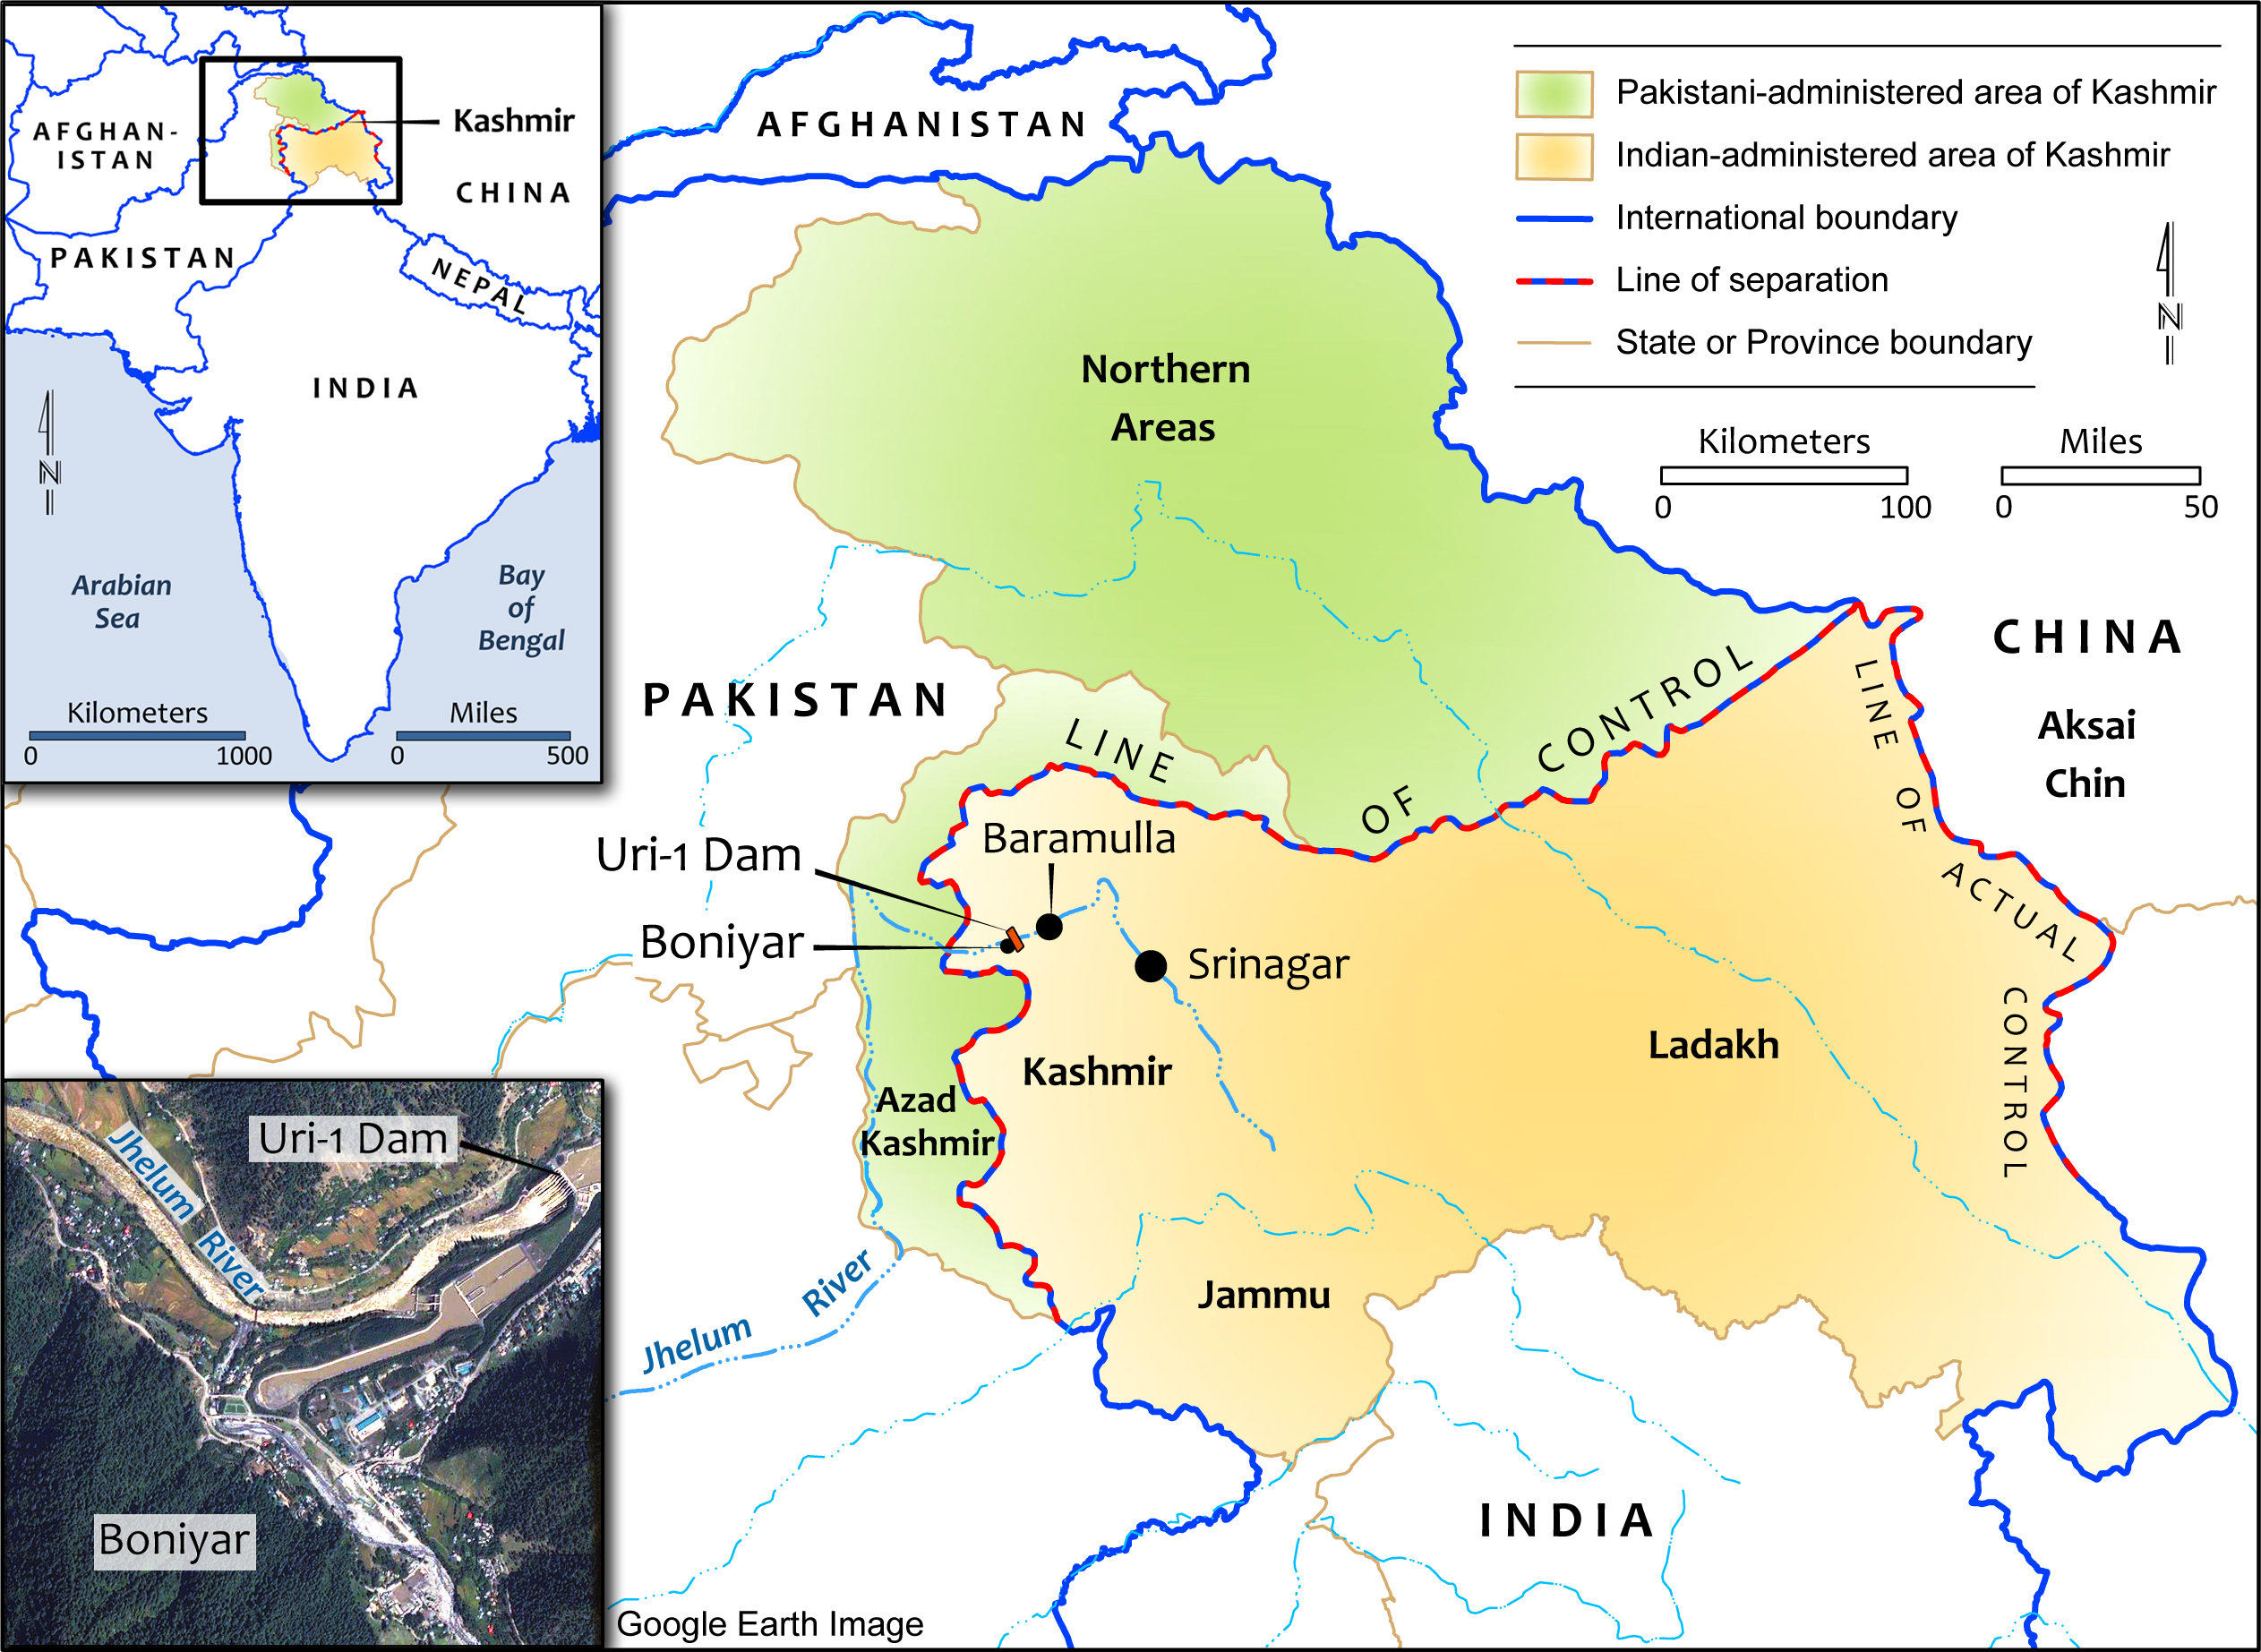 AFGHAN-
ISTAN
Kashmir
CHINA
PAKISTAN
NEPAL
INDIA
N
Arabian
Sea
Bay
of
Bengal
Kilometers
0 1000
Miles
0 500
AFGHANISTAN
Pakistani-administered area of Kashmir
Indian-administered area of Kashmir
International boundary
Line of separation
State or Province boundary
N
Kilometers
0 100
Miles
0 50
Northern
Areas
CHINA
Aksai
Chin
PAKISTAN
LINE OF CONTROL
LINE OF ACTUAL CONTROL
Uri-1 Dam
Baramulla
Boniyar
Srinagar
Kashmir
Ladakh
Azad
Kashmir
Jammu
Jhelum River
INDIA
Uri-1 Dam
Jhelum River
Boniyar
Google Earth Image